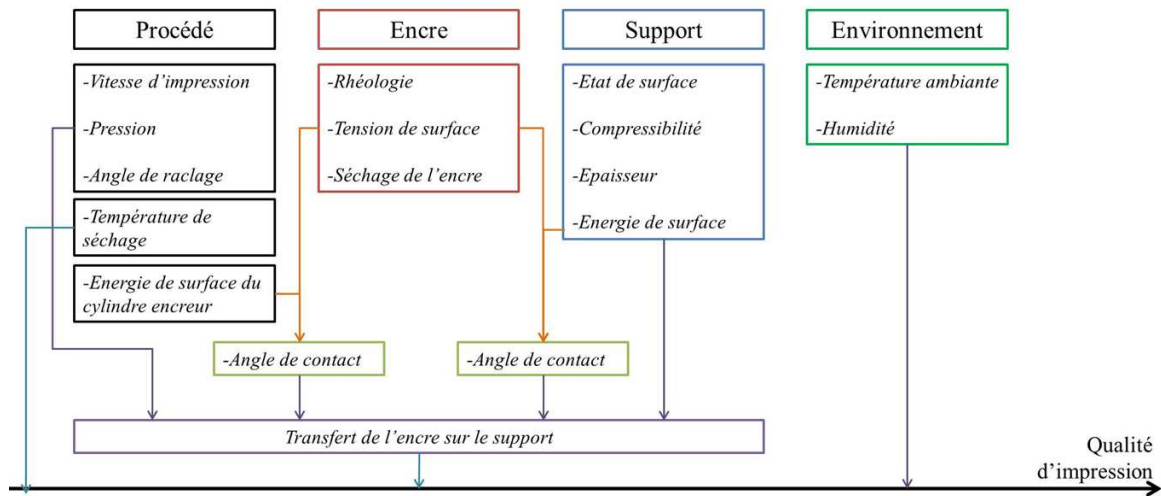 Procédé
Encre
Support
Environnement
-Vitesse d’impression
-Pression
-Angle de raclage
-Température de
séchage
-Energie de surface du
cylindre encreur
-Rhéologie
-Tension de surface
-Séchage de l’encre
-Etat de surface
-Compressibilité
-Epaisseur
-Energie de surface
-Température ambiante
-Humidité
-Angle de contact
-Angle de contact
Transfert de l’encre sur le support
Qualité
d’impression